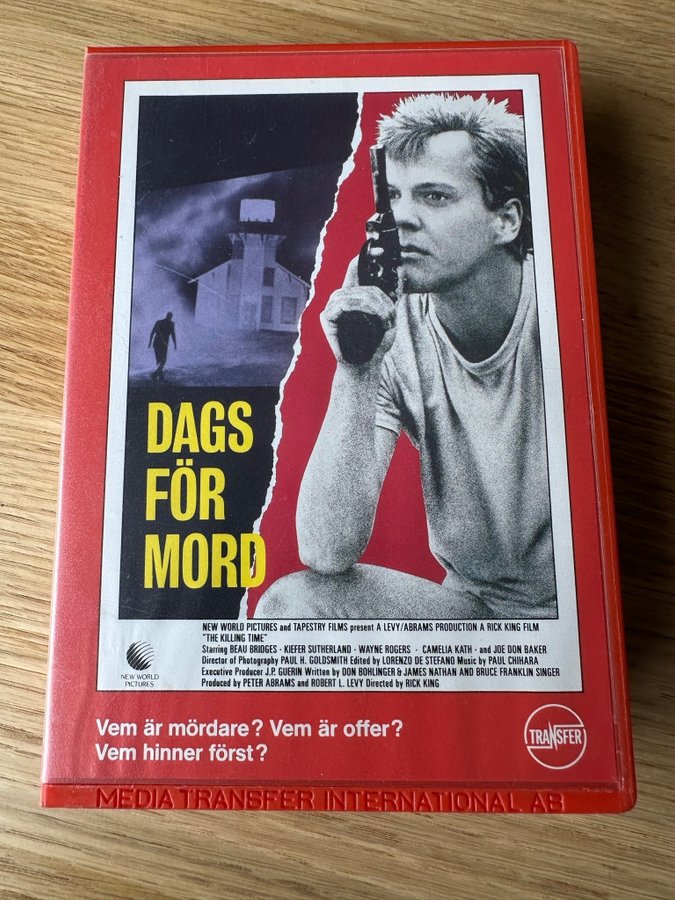 DAGS
FÖR
MORD
NEW WORLD PICTURES and TAPESTRY FILMS present A LEVY/ABRAMS PRODUCTION A RICK KING FILM
"THE KILLING TIME"
Starring BEAU BRIDGES · KIEFER SUTHERLAND · WAYNE ROGERS · CAMELIA KATH · and JOE DON BAKER
Director of Photography PAUL H. GOLDSMITH Edited by LORENZO DE STEFANO Music by PAUL CHIHARA
Executive Producer J.P. GUERIN Written by DON BOHLINGER & JAMES NATHAN AND BRUCE FRANKLIN SINGER
Produced by PETER ABRAMS and ROBERT L. LEVY Directed by RICK KING
NEW WORLD
PICTURES
Vem är mördare? Vem är offer?
Vem hinner först?
TRANSFER
MEDIA TRANSFER INTERNATIONAL AB